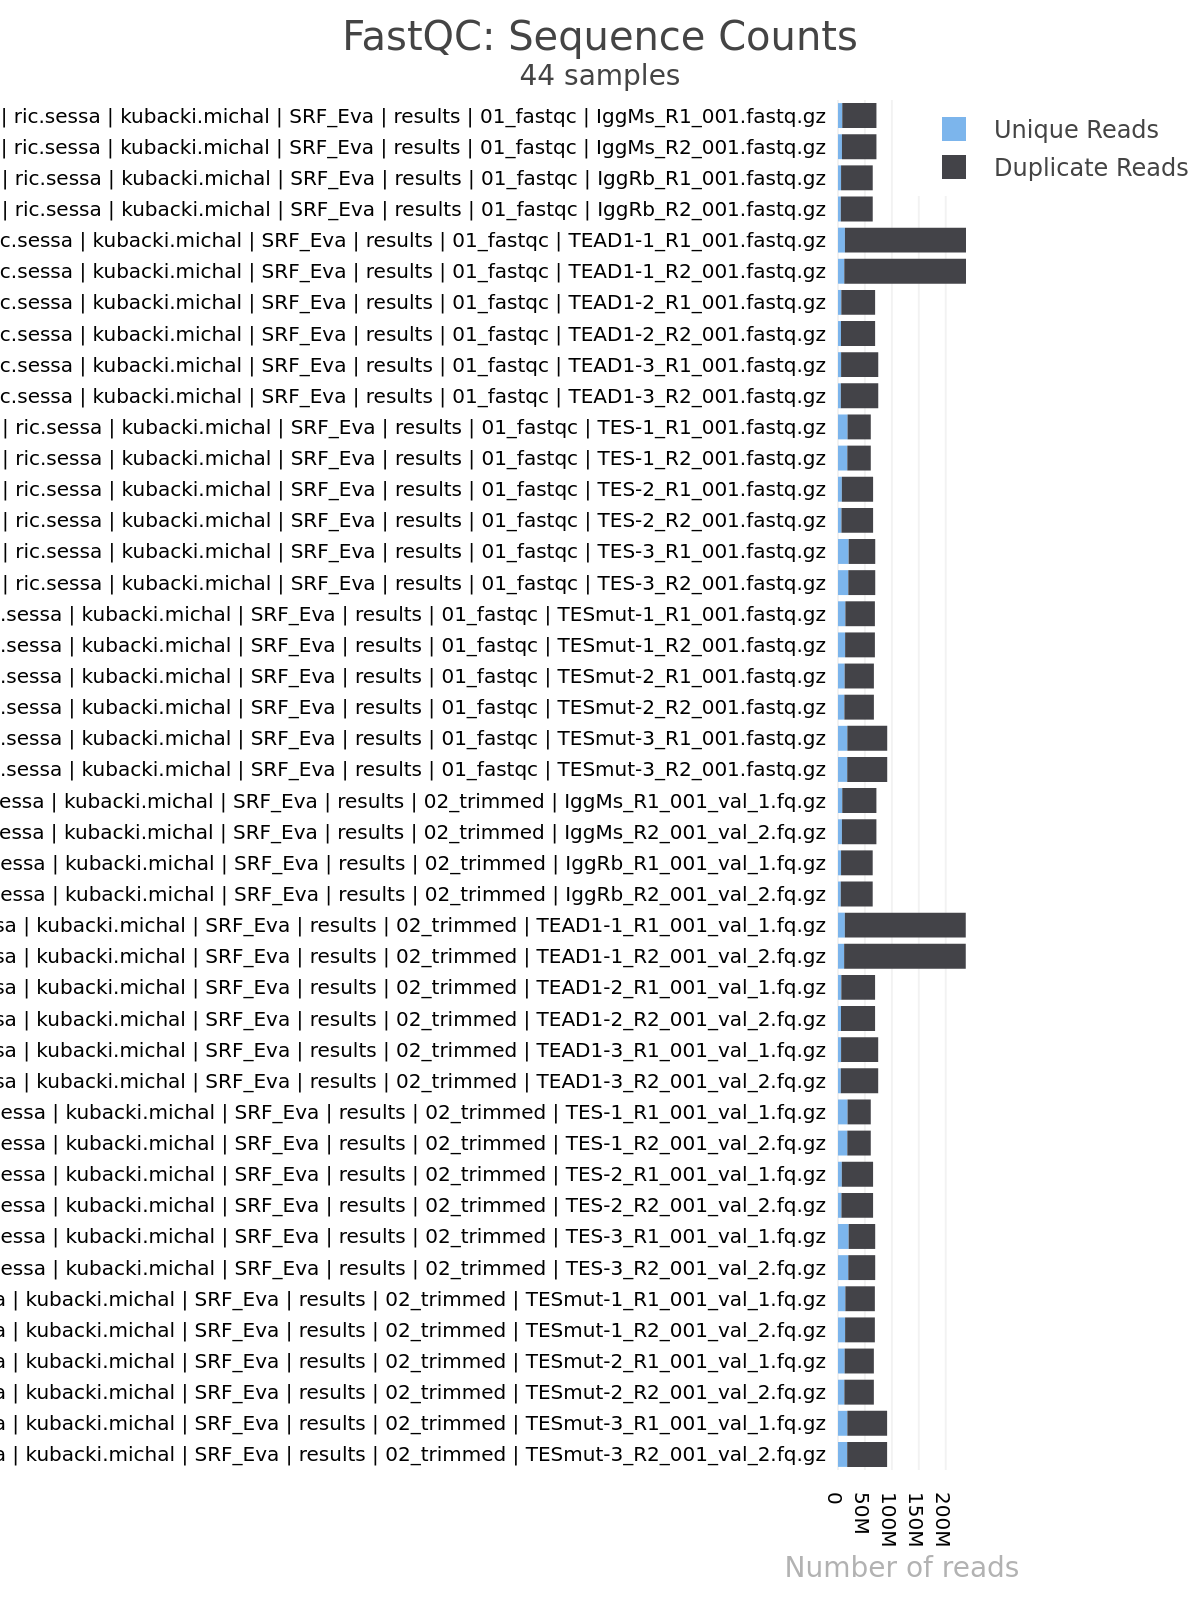 FastQC: Sequence Counts
44 samples
| ric.sessa | kubacki.michal | SRF_Eva | results | 01_fastqc | IggMs_R1_001.fastq.gz
| ric.sessa | kubacki.michal | SRF_Eva | results | 01_fastqc | IggMs_R2_001.fastq.gz
| ric.sessa | kubacki.michal | SRF_Eva | results | 01_fastqc | IggRb_R1_001.fastq.gz
| ric.sessa | kubacki.michal | SRF_Eva | results | 01_fastqc | IggRb_R2_001.fastq.gz
c.sessa | kubacki.michal | SRF_Eva | results | 01_fastqc | TEAD1-1_R1_001.fastq.gz
c.sessa | kubacki.michal | SRF_Eva | results | 01_fastqc | TEAD1-1_R2_001.fastq.gz
c.sessa | kubacki.michal | SRF_Eva | results | 01_fastqc | TEAD1-2_R1_001.fastq.gz
c.sessa | kubacki.michal | SRF_Eva | results | 01_fastqc | TEAD1-2_R2_001.fastq.gz
c.sessa | kubacki.michal | SRF_Eva | results | 01_fastqc | TEAD1-3_R1_001.fastq.gz
c.sessa | kubacki.michal | SRF_Eva | results | 01_fastqc | TEAD1-3_R2_001.fastq.gz
| ric.sessa | kubacki.michal | SRF_Eva | results | 01_fastqc | TES-1_R1_001.fastq.gz
| ric.sessa | kubacki.michal | SRF_Eva | results | 01_fastqc | TES-1_R2_001.fastq.gz
| ric.sessa | kubacki.michal | SRF_Eva | results | 01_fastqc | TES-2_R1_001.fastq.gz
| ric.sessa | kubacki.michal | SRF_Eva | results | 01_fastqc | TES-2_R2_001.fastq.gz
| ric.sessa | kubacki.michal | SRF_Eva | results | 01_fastqc | TES-3_R1_001.fastq.gz
| ric.sessa | kubacki.michal | SRF_Eva | results | 01_fastqc | TES-3_R2_001.fastq.gz
.sessa | kubacki.michal | SRF_Eva | results | 01_fastqc | TESmut-1_R1_001.fastq.gz
.sessa | kubacki.michal | SRF_Eva | results | 01_fastqc | TESmut-1_R2_001.fastq.gz
.sessa | kubacki.michal | SRF_Eva | results | 01_fastqc | TESmut-2_R1_001.fastq.gz
.sessa | kubacki.michal | SRF_Eva | results | 01_fastqc | TESmut-2_R2_001.fastq.gz
.sessa | kubacki.michal | SRF_Eva | results | 01_fastqc | TESmut-3_R1_001.fastq.gz
.sessa | kubacki.michal | SRF_Eva | results | 01_fastqc | TESmut-3_R2_001.fastq.gz
essa | kubacki.michal | SRF_Eva | results | 02_trimmed | IggMs_R1_001_val_1.fq.gz
essa | kubacki.michal | SRF_Eva | results | 02_trimmed | IggMs_R2_001_val_2.fq.gz
essa | kubacki.michal | SRF_Eva | results | 02_trimmed | IggRb_R1_001_val_1.fq.gz
essa | kubacki.michal | SRF_Eva | results | 02_trimmed | IggRb_R2_001_val_2.fq.gz
sa | kubacki.michal | SRF_Eva | results | 02_trimmed | TEAD1-1_R1_001_val_1.fq.gz
sa | kubacki.michal | SRF_Eva | results | 02_trimmed | TEAD1-1_R2_001_val_2.fq.gz
sa | kubacki.michal | SRF_Eva | results | 02_trimmed | TEAD1-2_R1_001_val_1.fq.gz
sa | kubacki.michal | SRF_Eva | results | 02_trimmed | TEAD1-2_R2_001_val_2.fq.gz
sa | kubacki.michal | SRF_Eva | results | 02_trimmed | TEAD1-3_R1_001_val_1.fq.gz
sa | kubacki.michal | SRF_Eva | results | 02_trimmed | TEAD1-3_R2_001_val_2.fq.gz
essa | kubacki.michal | SRF_Eva | results | 02_trimmed | TES-1_R1_001_val_1.fq.gz
essa | kubacki.michal | SRF_Eva | results | 02_trimmed | TES-1_R2_001_val_2.fq.gz
essa | kubacki.michal | SRF_Eva | results | 02_trimmed | TES-2_R1_001_val_1.fq.gz
essa | kubacki.michal | SRF_Eva | results | 02_trimmed | TES-2_R2_001_val_2.fq.gz
essa | kubacki.michal | SRF_Eva | results | 02_trimmed | TES-3_R1_001_val_1.fq.gz
essa | kubacki.michal | SRF_Eva | results | 02_trimmed | TES-3_R2_001_val_2.fq.gz
a | kubacki.michal | SRF_Eva | results | 02_trimmed | TESmut-1_R1_001_val_1.fq.gz
a | kubacki.michal | SRF_Eva | results | 02_trimmed | TESmut-1_R2_001_val_2.fq.gz
a | kubacki.michal | SRF_Eva | results | 02_trimmed | TESmut-2_R1_001_val_1.fq.gz
a | kubacki.michal | SRF_Eva | results | 02_trimmed | TESmut-2_R2_001_val_2.fq.gz
a | kubacki.michal | SRF_Eva | results | 02_trimmed | TESmut-3_R1_001_val_1.fq.gz
a | kubacki.michal | SRF_Eva | results | 02_trimmed | TESmut-3_R2_001_val_2.fq.gz
Unique Reads
Duplicate Reads
0
50M
100M
150M
200M
Number of reads